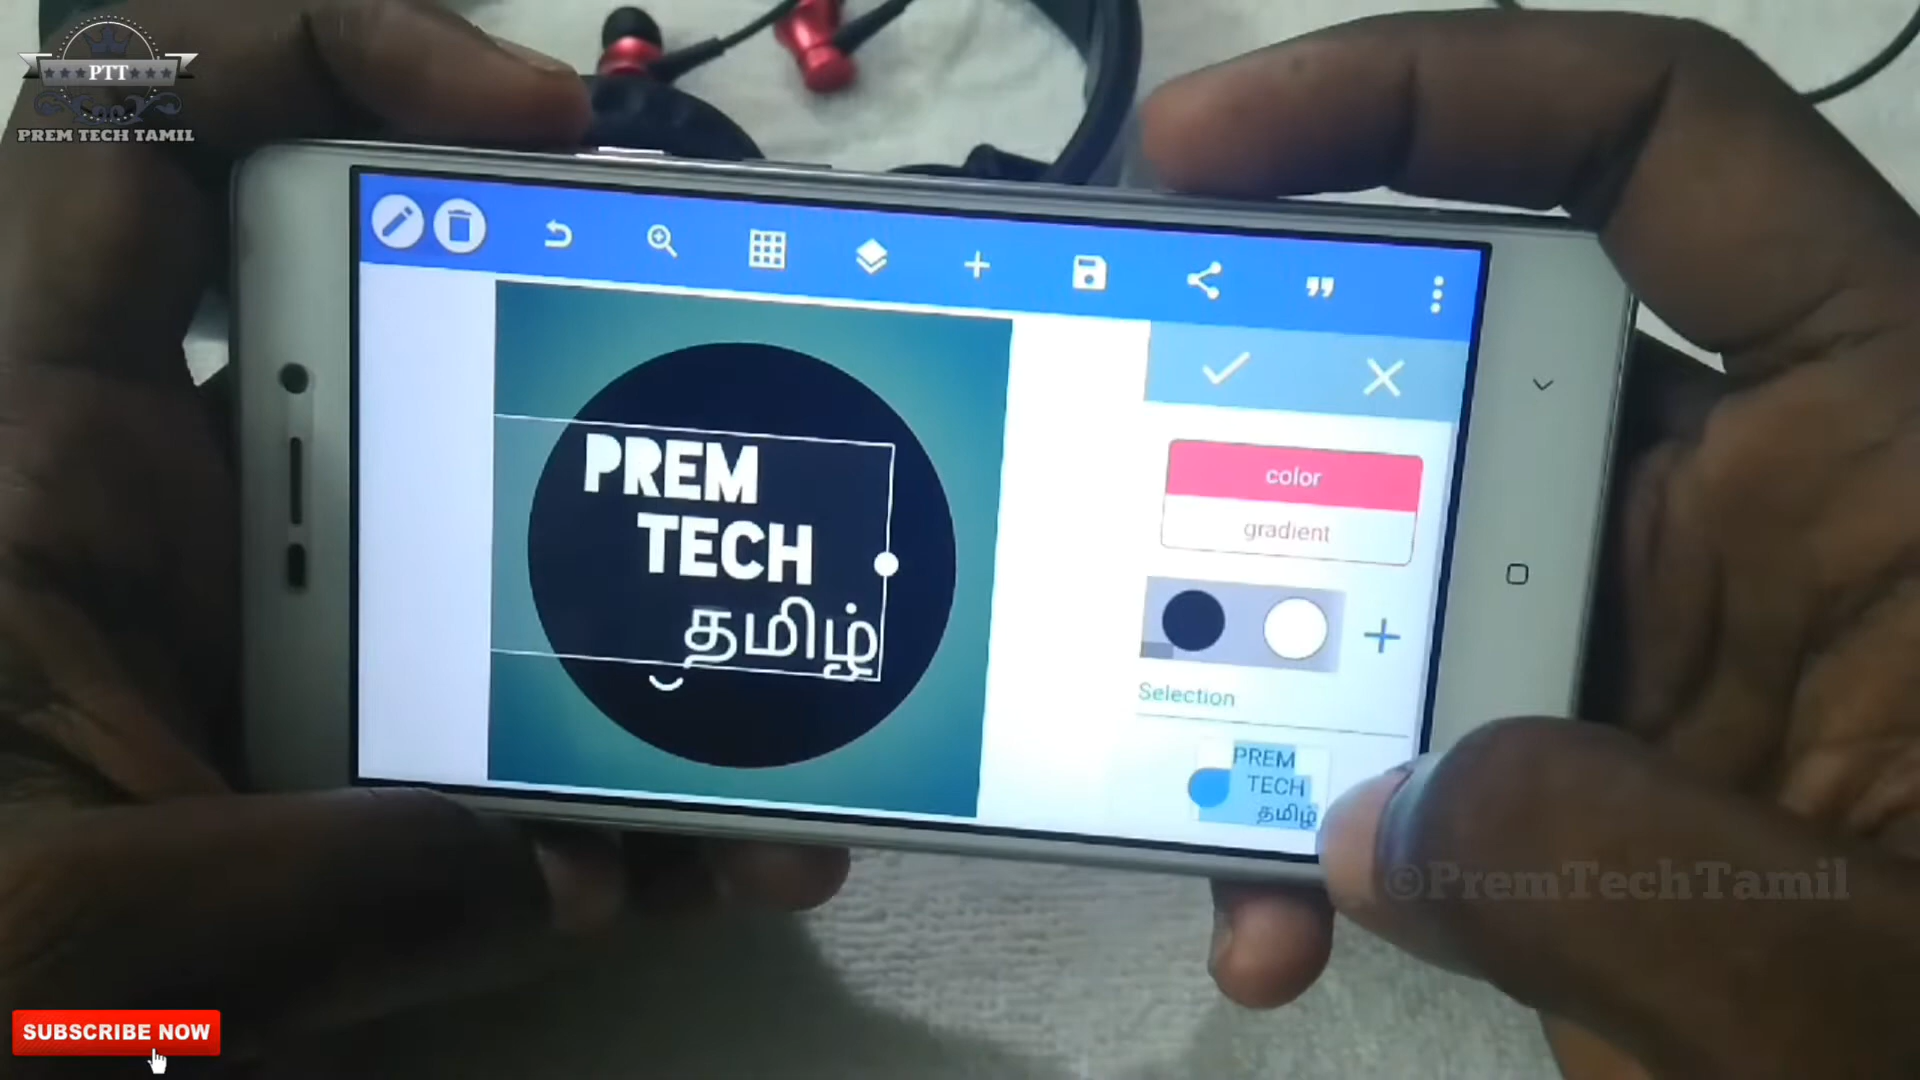 PTT
PREM TECH TAMIL
PREM
TECH
தமிழ்
color
gradient
Selection
PREM
TECH
தமிழ்
©PremTechTamil
SUBSCRIBE NOW